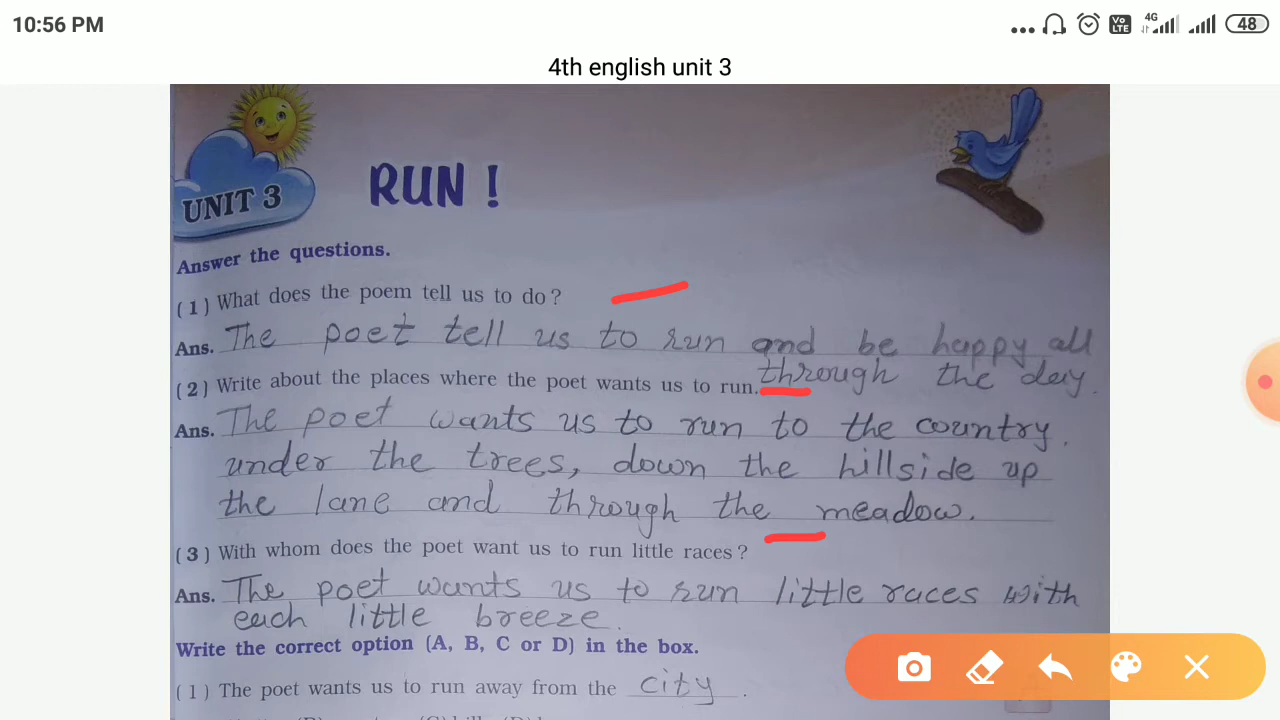 10:56 PM
Vo LTE 4G 48
4th english unit 3
UNIT 3
RUN !
Answer the questions.
( 1 ) What does the poem tell us to do ?
Ans. The poet tell us to run and be happy all
through the day.
( 2 ) Write about the places where the poet wants us to run.
Ans. The poet wants us to run to the country.
under the trees, down the hillside up
the lane and through the meadow.
( 3 ) With whom does the poet want us to run little races ?
Ans. The poet wants us to run little races with
each little breeze.
Write the correct option (A, B, C or D) in the box.
( 1 ) The poet wants us to run away from the city.